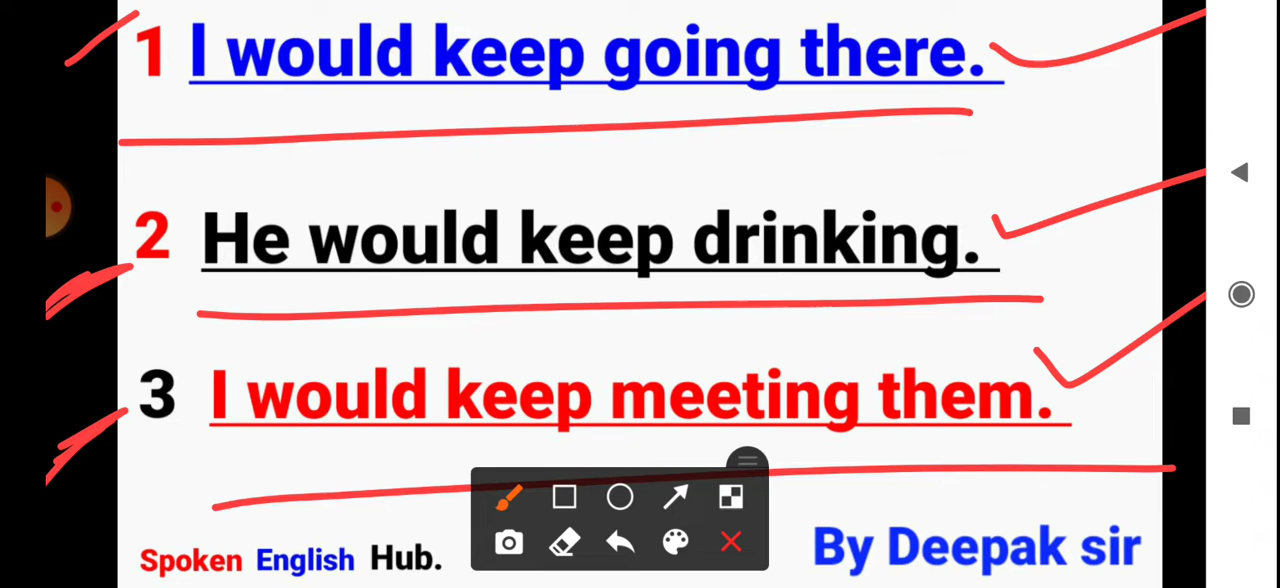 1 I would keep going there.
2 He would keep drinking.
3 I would keep meeting them.
Spoken English Hub.
By Deepak sir